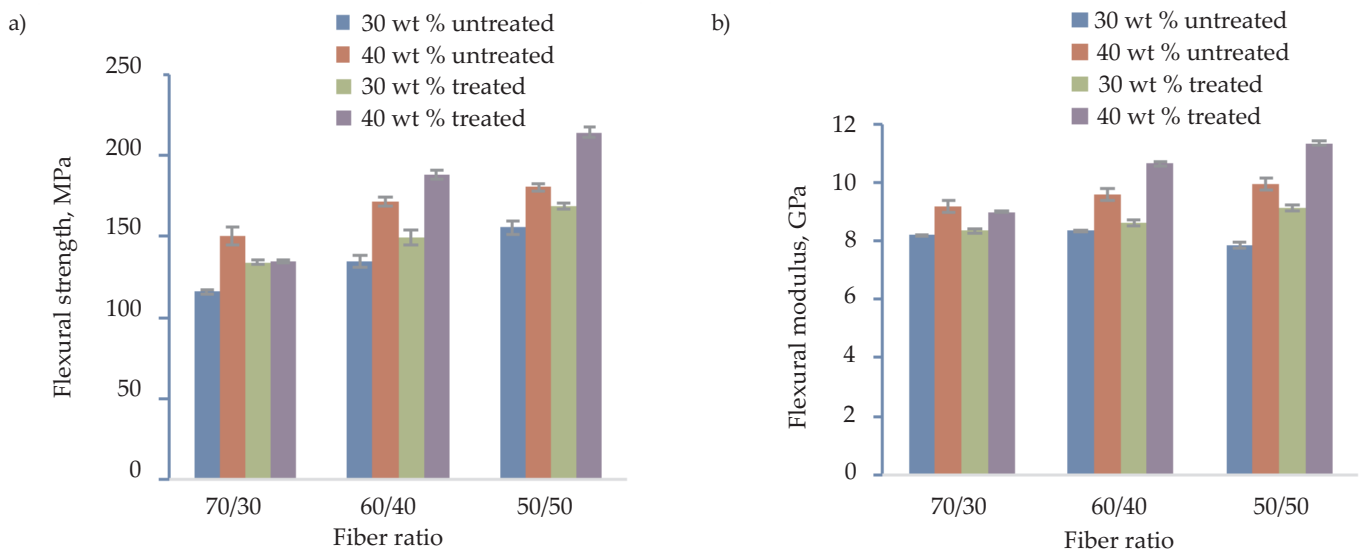 a)
30 wt % untreated
40 wt % untreated
30 wt % treated
40 wt % treated
250
200
150
100
50
0
Flexural strength, MPa
70/30 60/40 50/50
Fiber ratio
b)
30 wt % untreated
40 wt % untreated
30 wt % treated
40 wt % treated
12
10
8
6
4
2
0
Flexural modulus, GPa
70/30 60/40 50/50
Fiber ratio